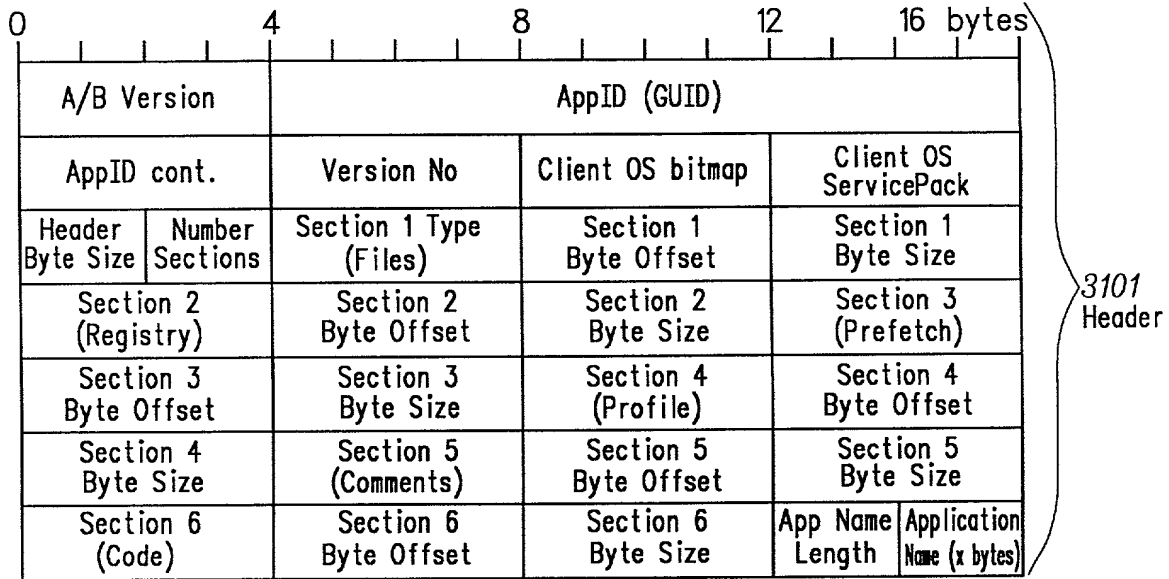 0 4 8 12 16 bytes
A/B Version
AppID (GUID)
AppID cont.
Version No
Client OS bitmap
Client OS
ServicePack
Header
Byte Size
Number
Sections
Section 1 Type
(Files)
Section 1
Byte Offset
Section 1
Byte Size
Section 2
(Registry)
Section 2
Byte Offset
Section 2
Byte Size
Section 3
(Prefetch)
Section 3
Byte Offset
Section 3
Byte Size
Section 4
(Profile)
Section 4
Byte Offset
Section 4
Byte Size
Section 5
(Comments)
Section 5
Byte Offset
Section 5
Byte Size
Section 6
(Code)
Section 6
Byte Offset
Section 6
Byte Size
App Name
Length
Application
Name (x bytes)
3101
Header